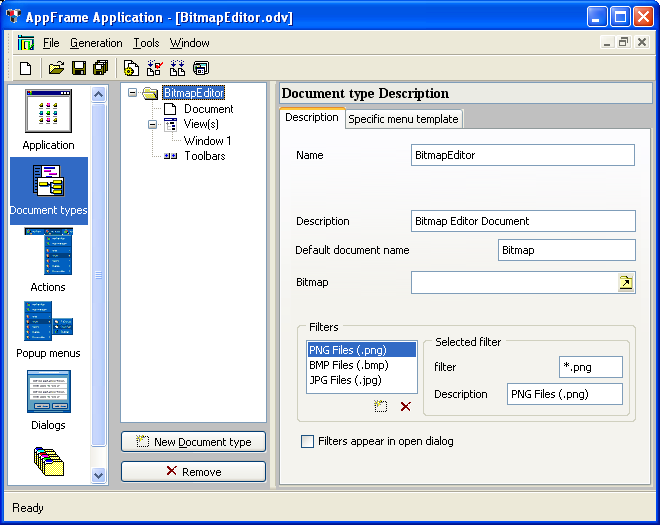 AppFrame Application - [BitmapEditor.odv]
File Generation Tools Window
Application
Document types
Actions
Popup menus
Dialogs
BitmapEditor
Document
View(s)
Window 1
Toolbars
New Document type
Remove
Document type Description
Description Specific menu template
Name BitmapEditor
Description Bitmap Editor Document
Default document name Bitmap
Bitmap
Filters
PNG Files (.png)
BMP Files (.bmp)
JPG Files (.jpg)
Selected filter
filter *.png
Description PNG Files (.png)
Filters appear in open dialog
Ready